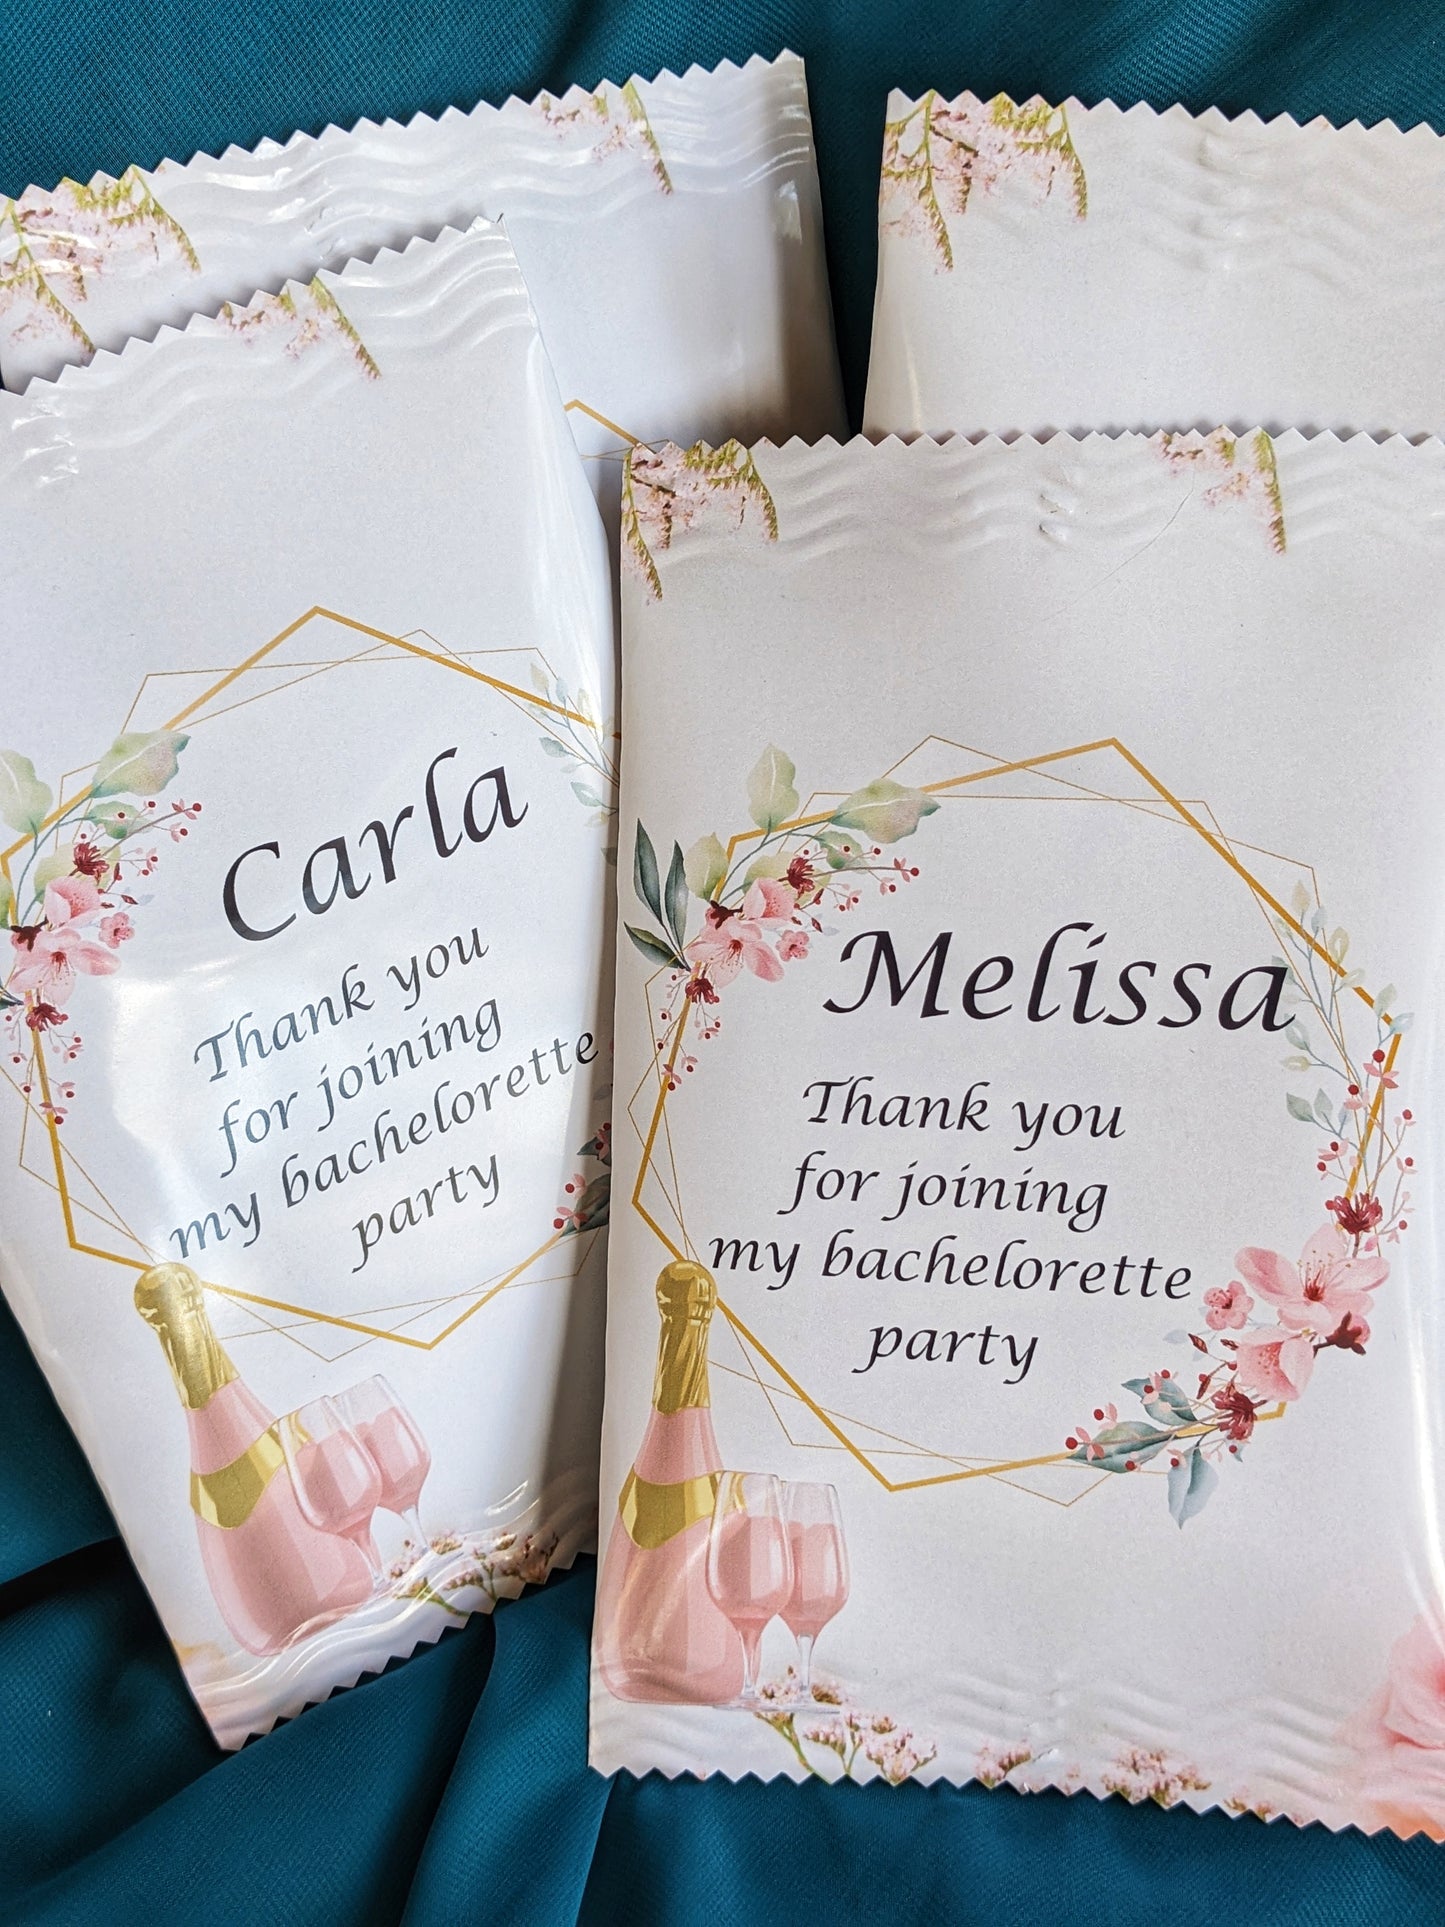 Carla
Thank you
for joining
my bachelorette
party
Melissa
Thank you
for joining
my bachelorette
party